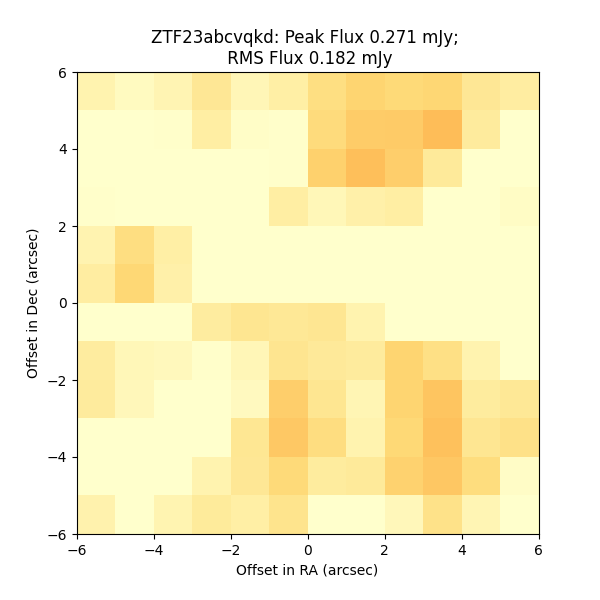 ZTF23abcvqkd: Peak Flux 0.271 mJy;
RMS Flux 0.182 mJy
6
4
2
0
−2
−4
−6
Offset in Dec (arcsec)
−6 −4 −2 0 2 4 6
Offset in RA (arcsec)